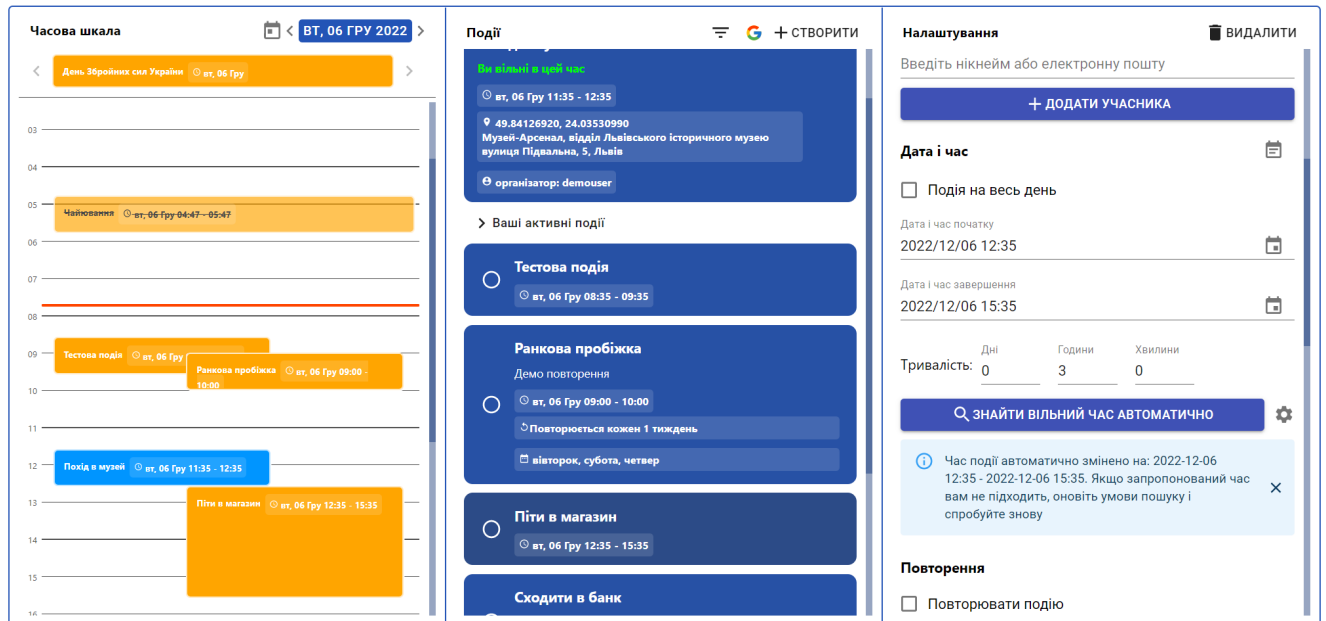 Часова шкала
ВТ, 06 ГРУ 2022
День Збройних сил України вт, 06 Гру
03
04
05
Чаювання вт, 06 Гру 04:47 - 05:47
06
07
08
09
Тестова подія вт, 06 Гру
Ранкова пробіжка вт, 06 Гру 09:00 -
10:00
10
11
12
Похід в музей вт, 06 Гру 11:35 - 12:35
13
Піти в магазин вт, 06 Гру 12:35 - 15:35
14
15
16
Події
СТВОРИТИ
Ви вільні в цей час
вт, 06 Гру 11:35 - 12:35
49.84126920, 24.03530990
Музей-Арсенал, відділ Львівського історичного музею
вулиця Підвальна, 5, Львів
організатор: demouser
Ваші активні події
Тестова подія
вт, 06 Гру 08:35 - 09:35
Ранкова пробіжка
Демо повторення
вт, 06 Гру 09:00 - 10:00
Повторюється кожен 1 тиждень
вівторок, субота, четвер
Піти в магазин
вт, 06 Гру 12:35 - 15:35
Сходити в банк
Налаштування
ВИДАЛИТИ
Введіть нікнейм або електронну пошту
ДОДАТИ УЧАСНИКА
Дата і час
Подія на весь день
Дата і час початку
2022/12/06 12:35
Дата і час завершення
2022/12/06 15:35
Тривалість:
Дні Години Хвилини
0 3 0
ЗНАЙТИ ВІЛЬНИЙ ЧАС АВТОМАТИЧНО
Час події автоматично змінено на: 2022-12-06
12:35 - 2022-12-06 15:35. Якщо запропонований час
вам не підходить, оновіть умови пошуку і
спробуйте знову
Повторення
Повторювати подію